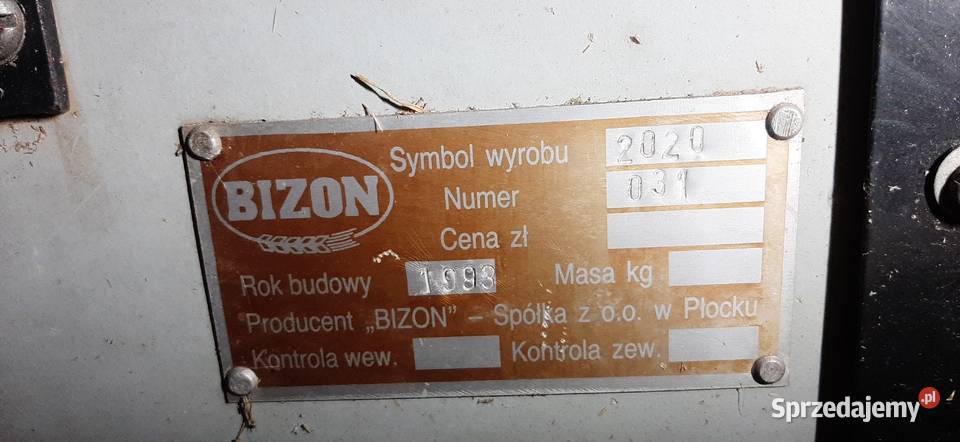 BIZON
Symbol wyrobu 2020
Numer 031
Cena zł
Rok budowy 1993 Masa kg
Producent „BIZON” – Spółka z o.o. w Płocku
Kontrola wew. Kontrola zew.
Sprzedajemy.pl